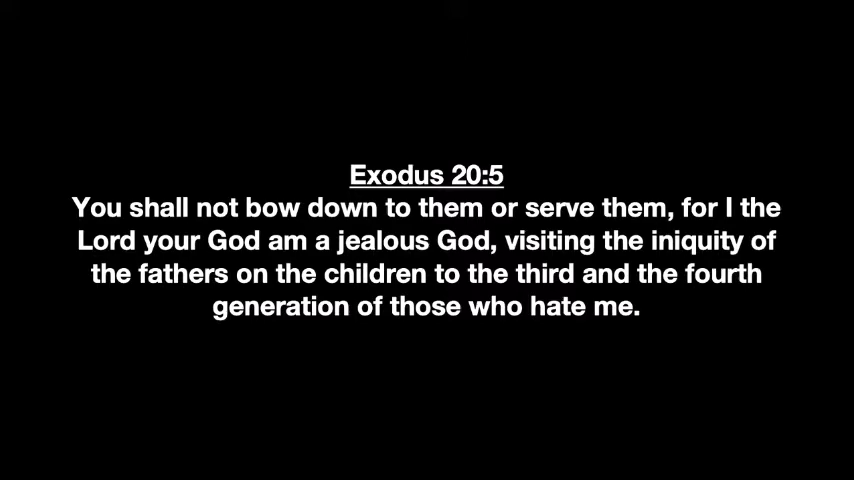 Exodus 20:5
You shall not bow down to them or serve them, for I the
Lord your God am a jealous God, visiting the iniquity of
the fathers on the children to the third and the fourth
generation of those who hate me.